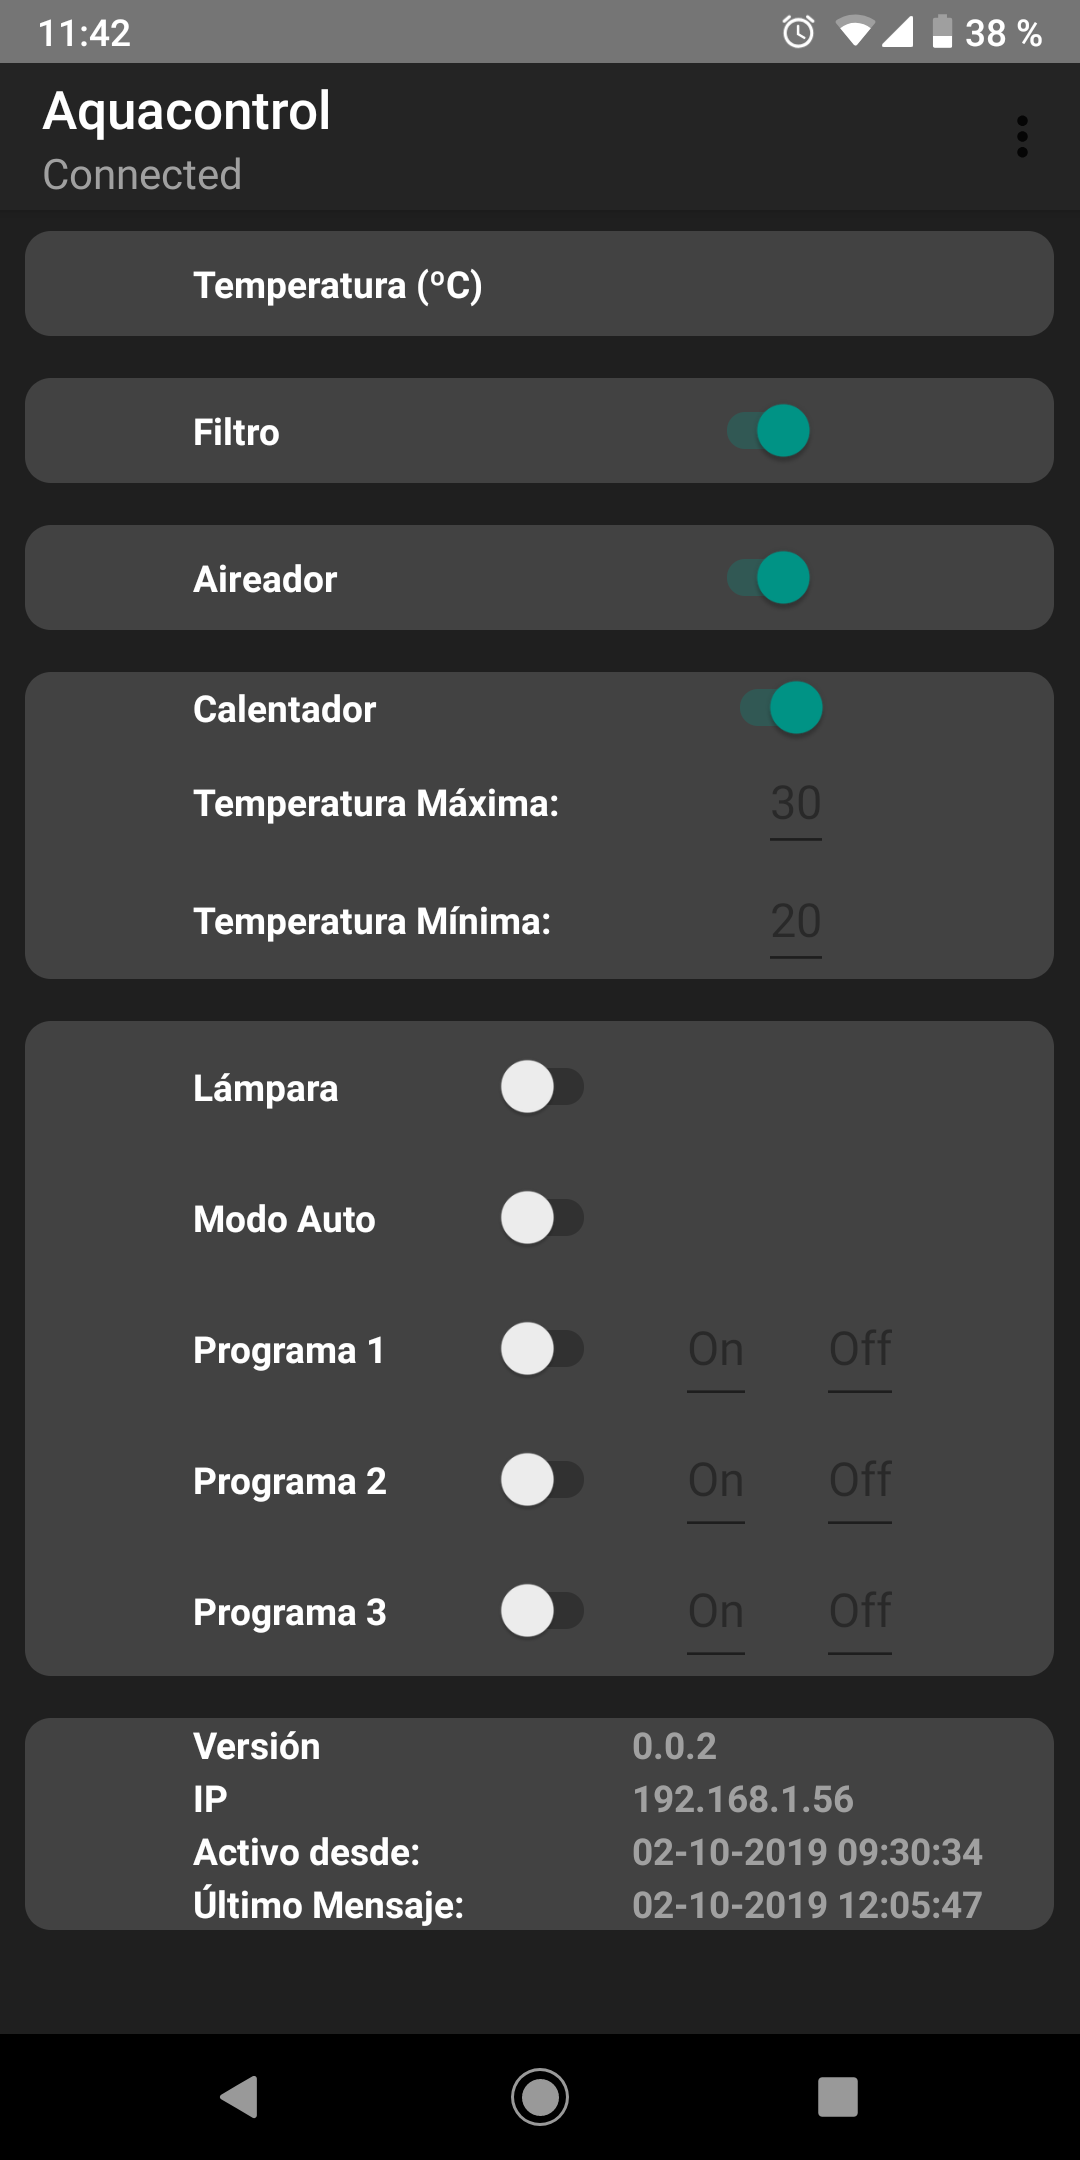 11:42 38 %
Aquacontrol
Connected
Temperatura (ºC)
Filtro
Aireador
Calentador
Temperatura Máxima: 30
Temperatura Mínima: 20
Lámpara
Modo Auto
Programa 1 On Off
Programa 2 On Off
Programa 3 On Off
Versión 0.0.2
IP 192.168.1.56
Activo desde: 02-10-2019 09:30:34
Último Mensaje: 02-10-2019 12:05:47